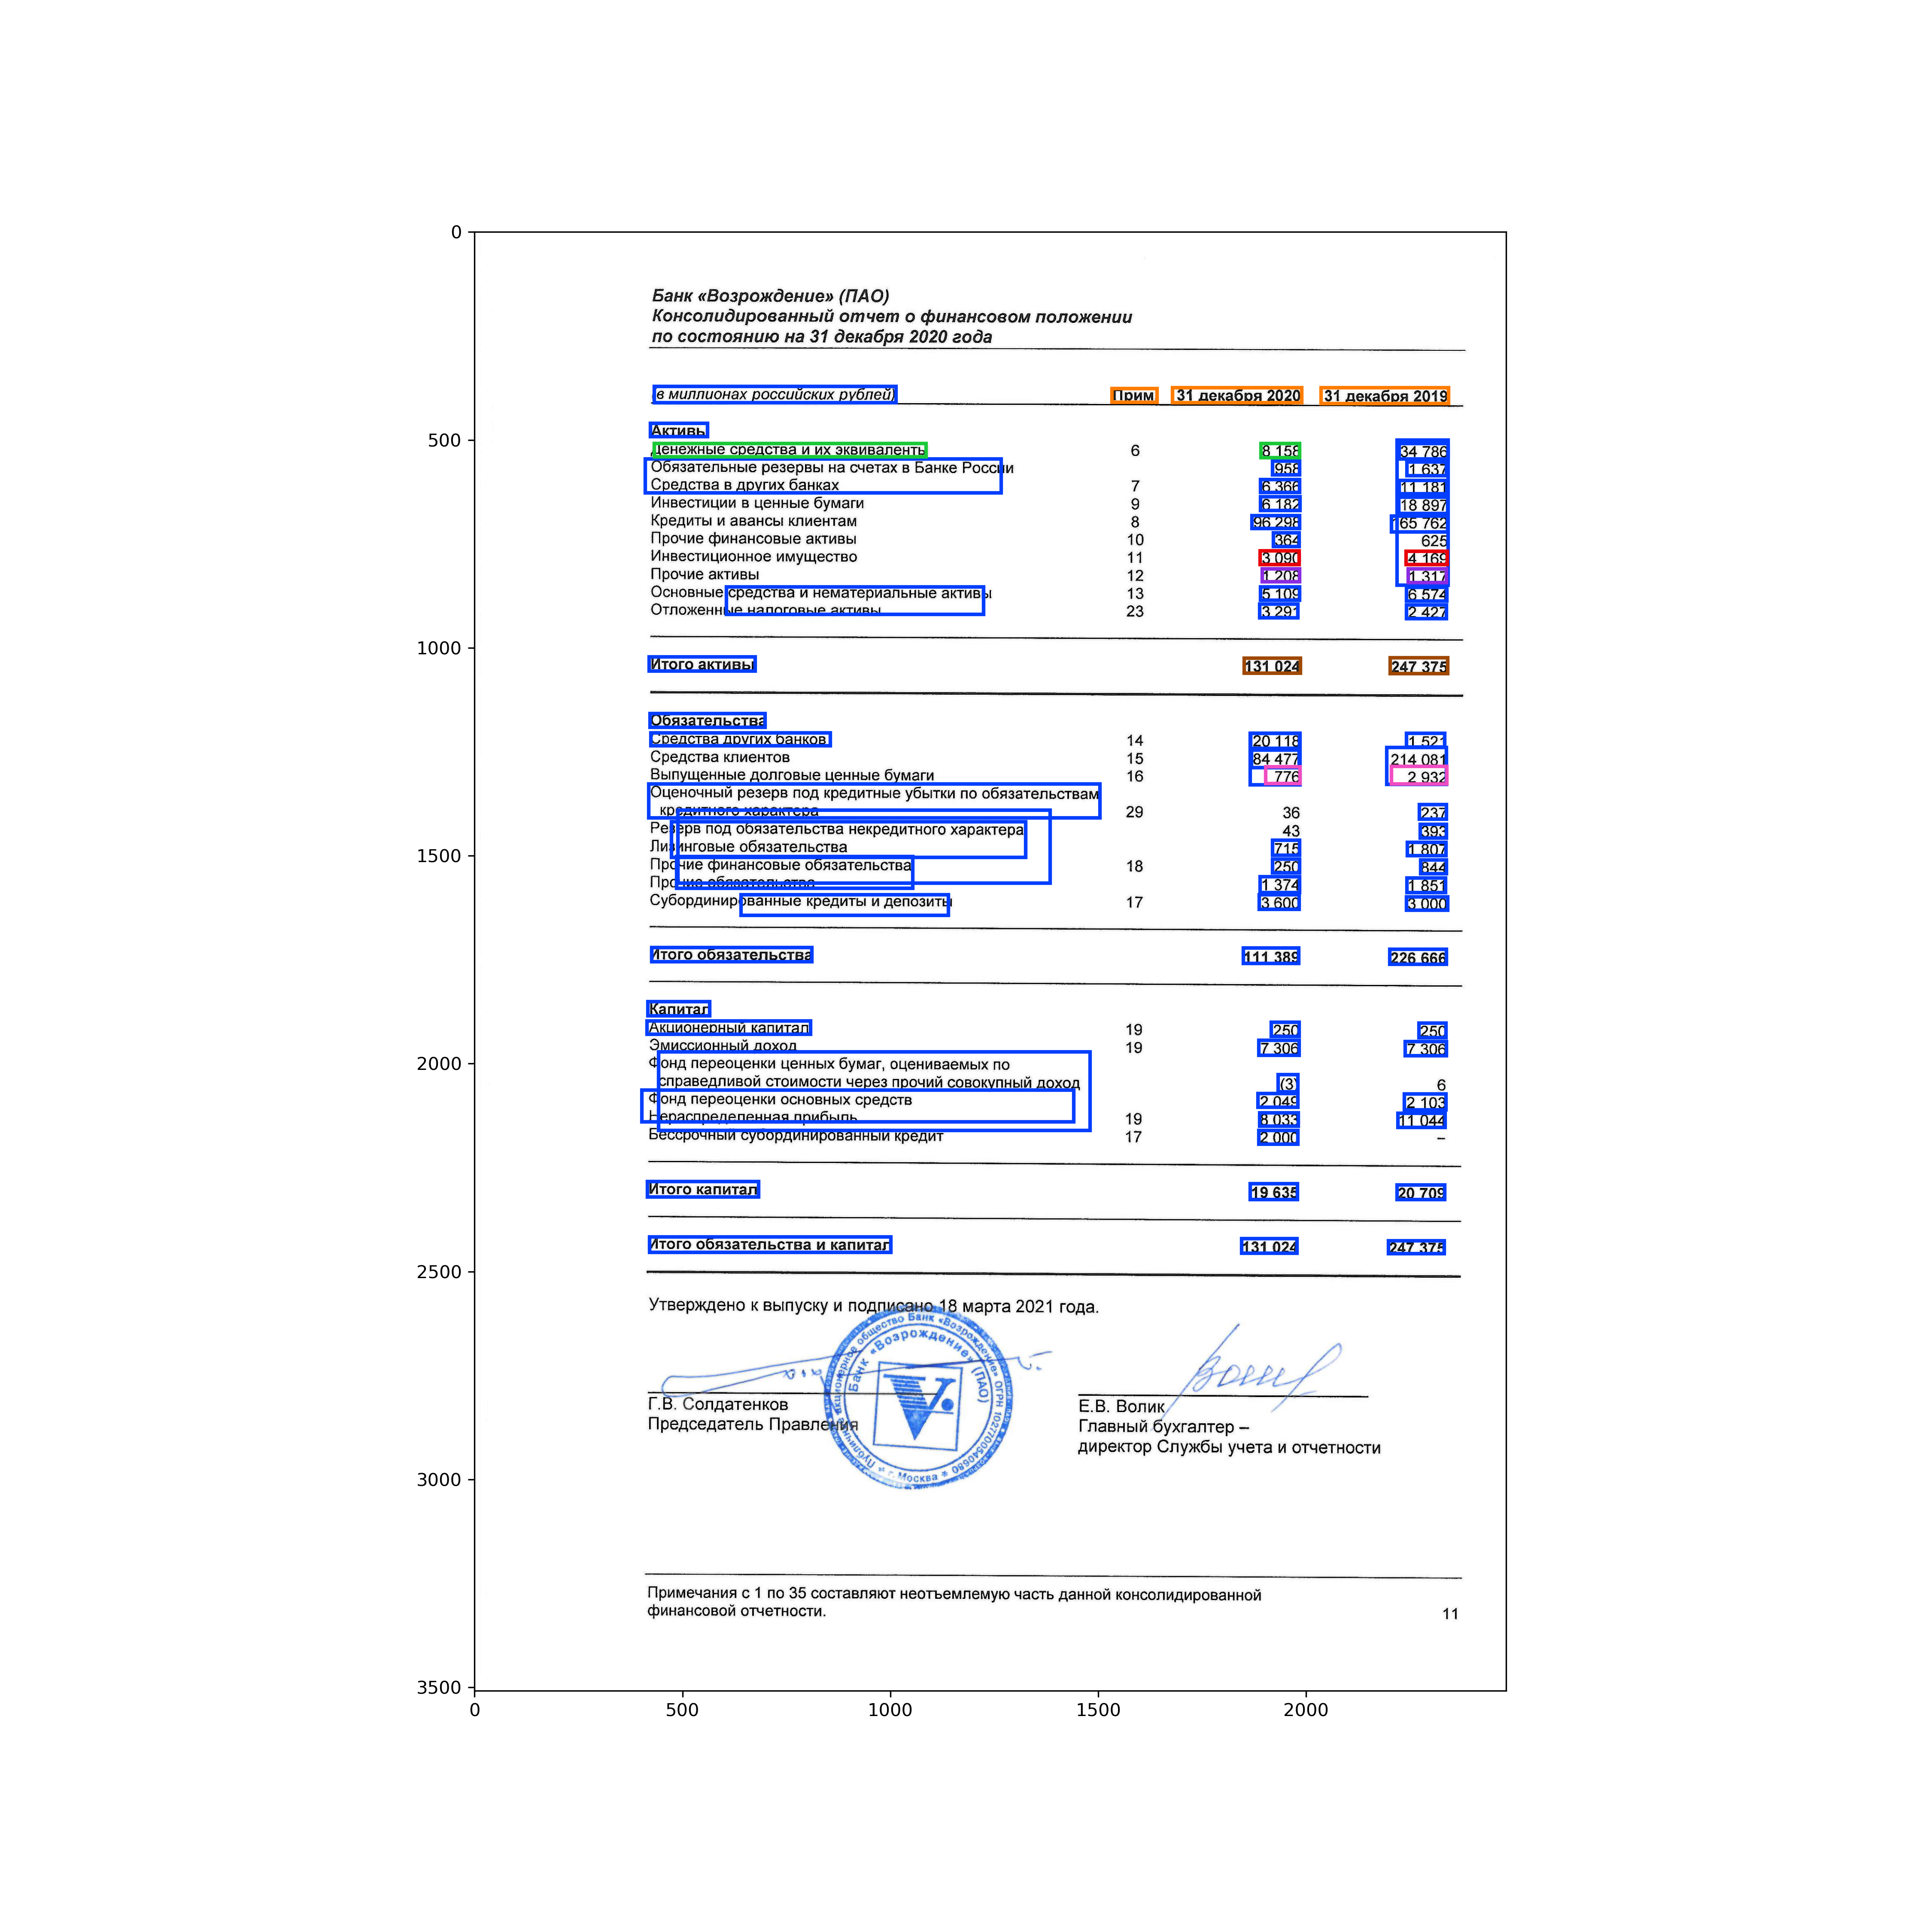 0
500
1000
1500
2000
2500
3000
3500
0 500 1000 1500 2000
Банк «Возрождение» (ПАО)
Консолидированный отчет о финансовом положении
по состоянию на 31 декабря 2020 года
(в миллионах российских рублей) Прим 31 декабря 2020 31 декабря 2019
Активы
Денежные средства и их эквиваленты 6 8 158 34 786
Обязательные резервы на счетах в Банке России 958 1 637
Средства в других банках 7 6 366 11 181
Инвестиции в ценные бумаги 9 6 182 18 897
Кредиты и авансы клиентам 8 96 298 165 762
Прочие финансовые активы 10 364 625
Инвестиционное имущество 11 3 090 4 169
Прочие активы 12 1 208 1 317
Основные средства и нематериальные активы 13 5 109 6 574
Отложенные налоговые активы 23 3 291 2 427
Итого активы 131 024 247 375
Обязательства
Средства других банков 14 20 118 1 521
Средства клиентов 15 84 477 214 081
Выпущенные долговые ценные бумаги 16 776 2 932
Оценочный резерв под кредитные убытки по обязательствам
кредитного характера 29 36 237
Резерв под обязательства некредитного характера 43 393
Лизинговые обязательства 715 1 807
Прочие финансовые обязательства 18 250 844
Прочие обязательства 1 374 1 851
Субординированные кредиты и депозиты 17 3 600 3 000
Итого обязательства 111 389 226 666
Капитал
Акционерный капитал 19 250 250
Эмиссионный доход 19 7 306 7 306
Фонд переоценки ценных бумаг, оцениваемых по
справедливой стоимости через прочий совокупный доход (3) 6
Фонд переоценки основных средств 2 049 2 103
Нераспределенная прибыль 19 8 033 11 044
Бессрочный субординированный кредит 17 2 000 –
Итого капитал 19 635 20 709
Итого обязательства и капитал 131 024 247 375
Утверждено к выпуску и подписано 18 марта 2021 года.
Публичное акционерное общество Банк «Возрождение» ОГРН 1027700540680 * г. Москва *
Банк «Возрождение» (ПАО)
Г.В. Солдатенков
Председатель Правления
Е.В. Волик
Главный бухгалтер –
директор Службы учета и отчетности
Примечания с 1 по 35 составляют неотъемлемую часть данной консолидированной
финансовой отчетности. 11